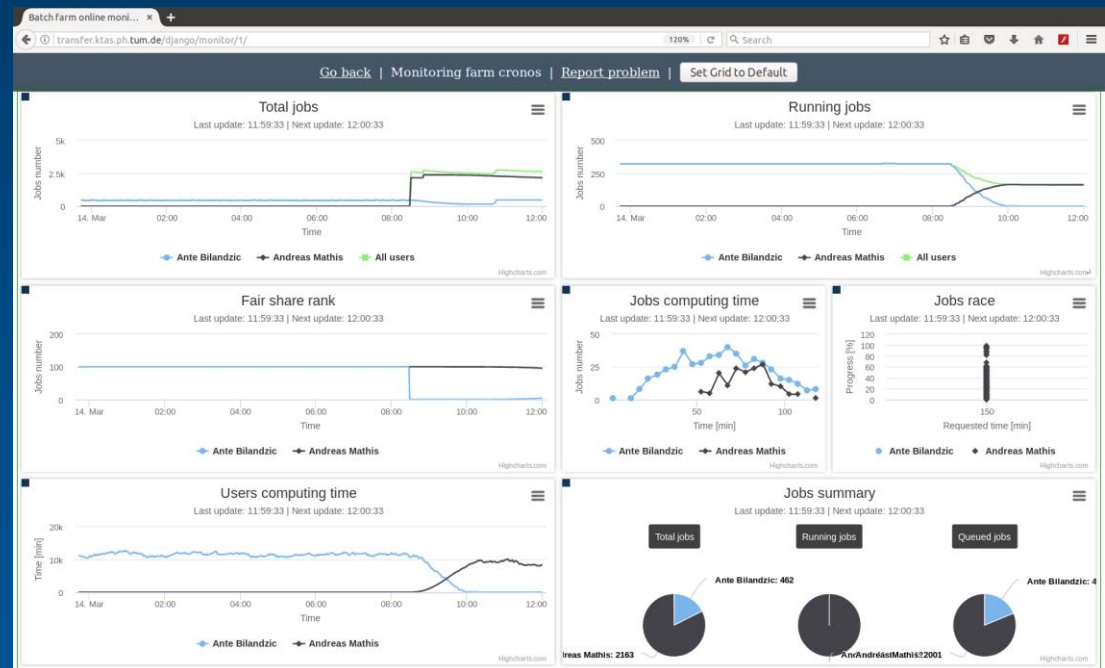 Batch farm online moni... × +
transfer.ktas.ph.tum.de/django/monitor/1/ 120% Search
Go back | Monitoring farm cronos | Report problem | Set Grid to Default
Total jobs
Last update: 11:59:33 | Next update: 12:00:33
Jobs number
5k
2.5k
0
14. Mar 02:00 04:00 06:00 08:00 10:00 12:00
Time
Ante Bilandzic Andreas Mathis All users
Highcharts.com
Running jobs
Last update: 11:59:33 | Next update: 12:00:33
Jobs number
500
250
0
14. Mar 02:00 04:00 06:00 08:00 10:00 12:00
Time
Ante Bilandzic Andreas Mathis All users
Highcharts.com
Fair share rank
Last update: 11:59:33 | Next update: 12:00:33
Jobs number
200
100
0
14. Mar 02:00 04:00 06:00 08:00 10:00 12:00
Time
Ante Bilandzic Andreas Mathis
Highcharts.com
Jobs computing time
Last update: 11:59:33 | Next update: 12:00:33
Jobs number
50
25
0
50 100
Time [min]
Ante Bilandzic Andreas Mathis
Highcharts.com
Jobs race
Last update: 11:59:33 | Next update: 12:00:33
Progress [%]
120
100
80
60
40
20
0
150
Requested time [min]
Ante Bilandzic Andreas Mathis
Highcharts.com
Users computing time
Last update: 11:59:33 | Next update: 12:00:33
Time [min]
20k
10k
0
14. Mar 02:00 04:00 06:00 08:00 10:00 12:00
Time
Ante Bilandzic Andreas Mathis
Highcharts.com
Jobs summary
Last update: 11:59:33 | Next update: 12:00:33
Total jobs Running jobs Queued jobs
Ante Bilandzic: 462
Ante Bilandzic: 4
reas Mathis: 2163
2001
Highcharts.com